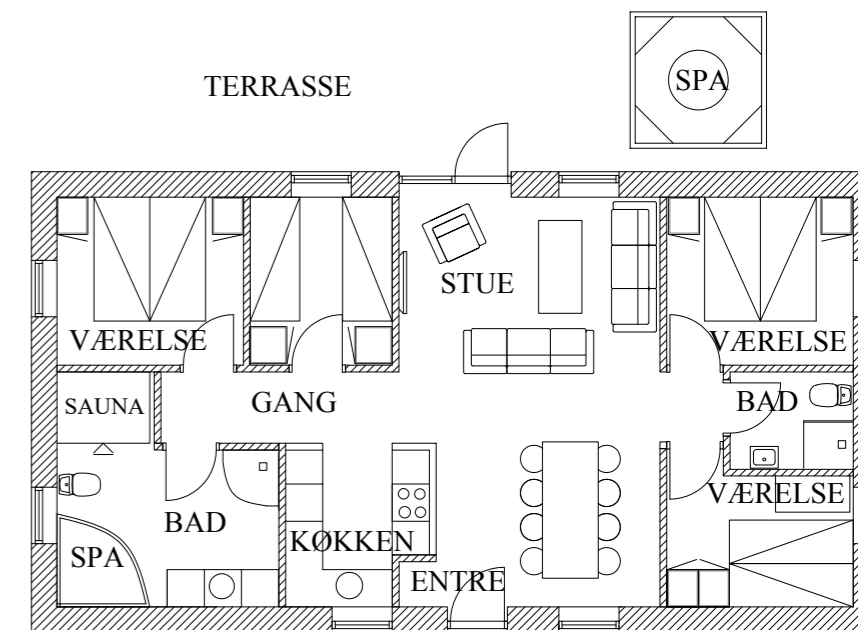 TERRASSE
SPA
STUE
VÆRELSE
VÆRELSE
SAUNA
GANG
BAD
VÆRELSE
BAD
KØKKEN
SPA
ENTRE